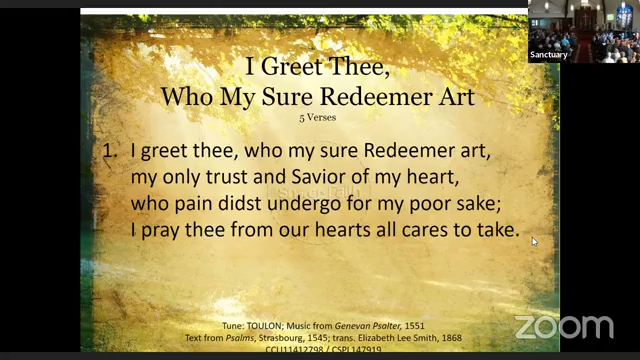 I Greet Thee,
Who My Sure Redeemer Art
5 Verses
1. I greet thee, who my sure Redeemer art,
my only trust and Savior of my heart,
who pain didst undergo for my poor sake;
I pray thee from our hearts all cares to take.
Tune: TOULON; Music from Genevan Psalter, 1551
Text from Psalms, Strasbourg, 1545; trans. Elizabeth Lee Smith, 1868
CCLI11412798 / CSPL147919
Sanctuary
zoom